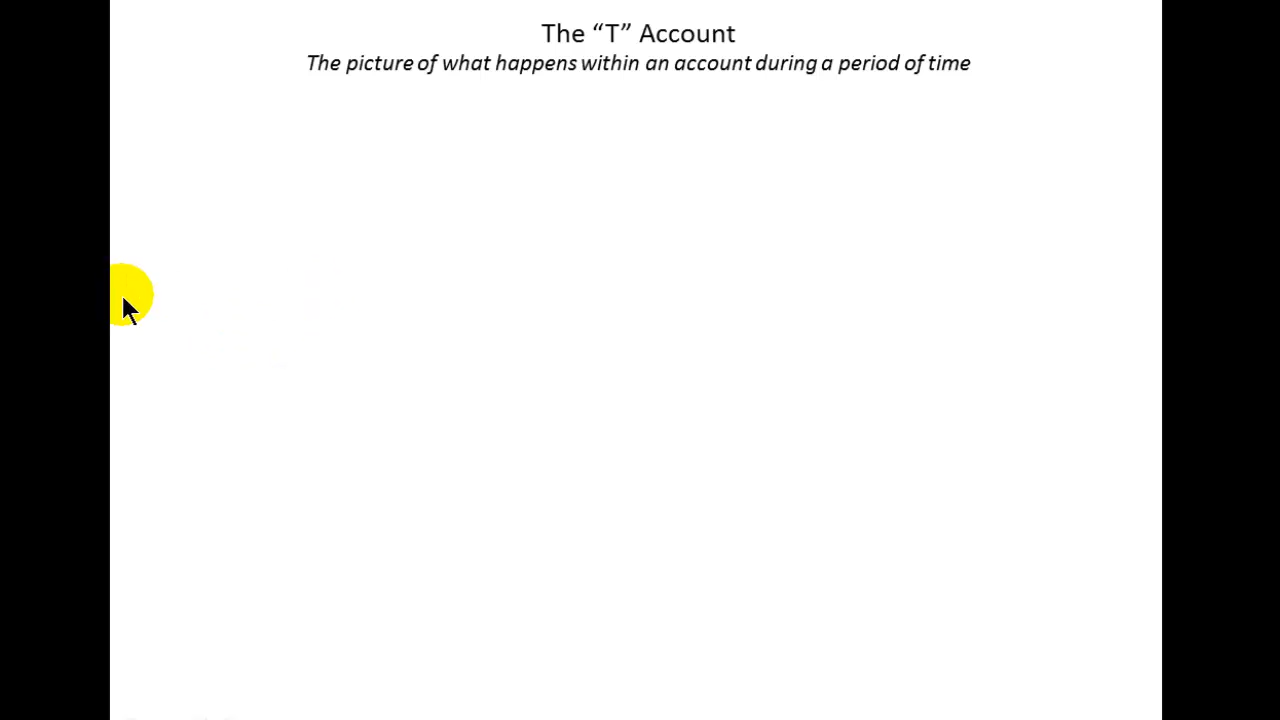 The “T” Account
The picture of what happens within an account during a period of time